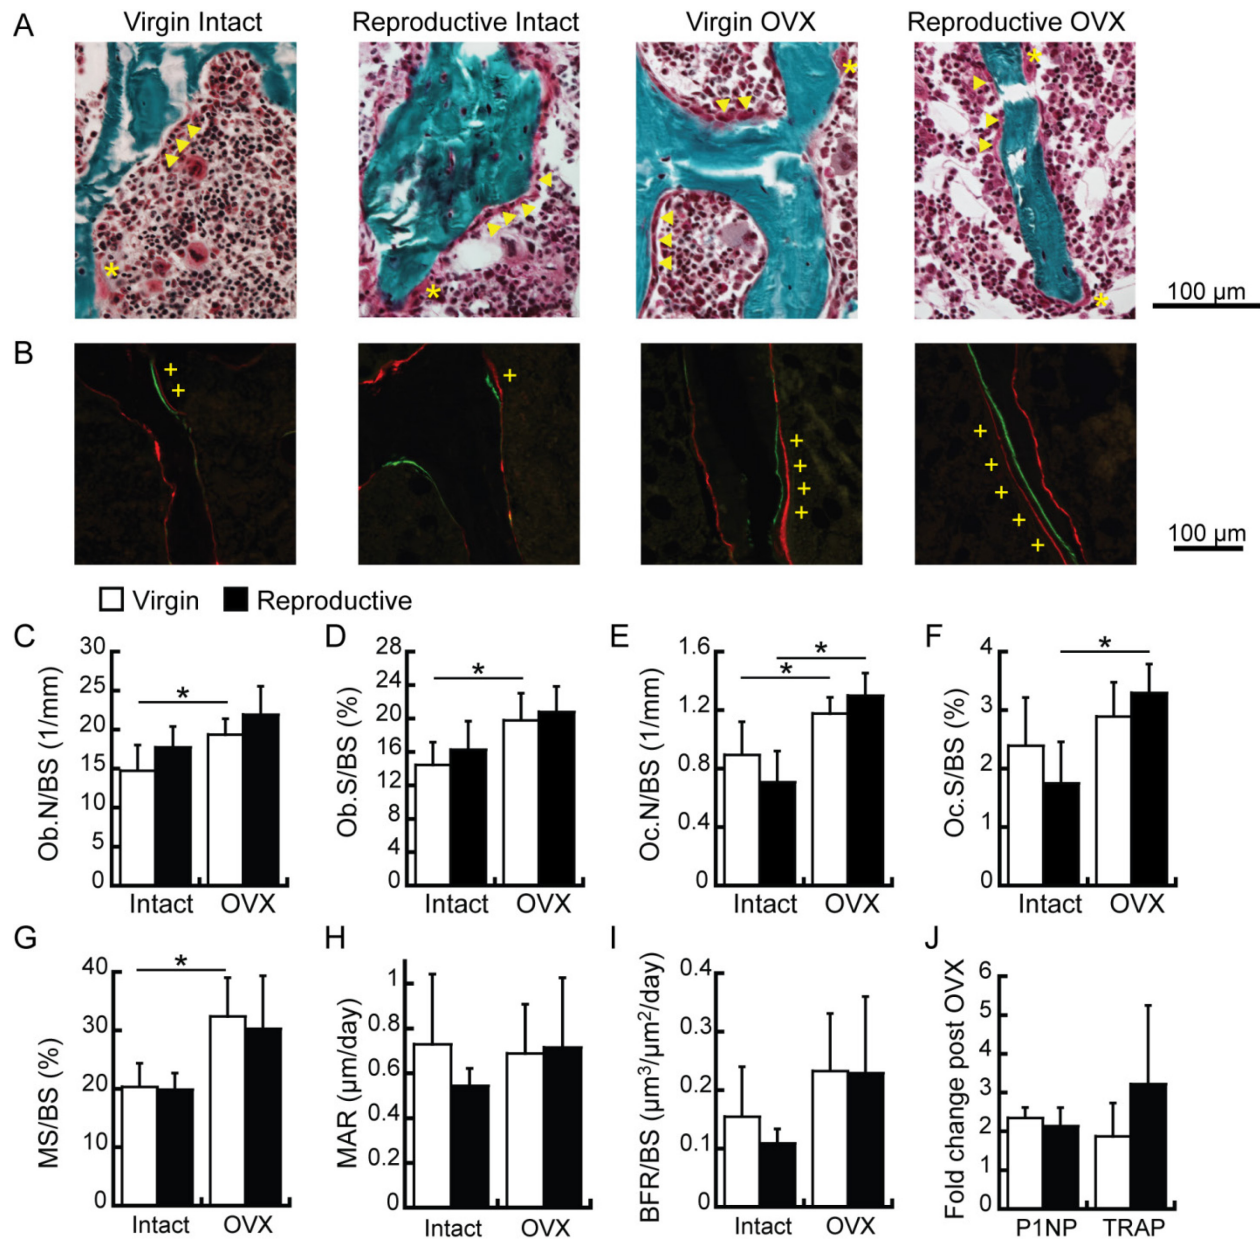 A
Virgin Intact
Reproductive Intact
Virgin OVX
Reproductive OVX
100 µm
B
100 µm
Virgin
Reproductive
C
Ob.N/BS (1/mm)
30
25
20
15
10
5
0
Intact
OVX
*
D
Ob.S/BS (%)
28
24
20
16
12
8
4
0
Intact
OVX
*
E
Oc.N/BS (1/mm)
1.6
1.2
0.8
0.4
0
Intact
OVX
*
*
F
Oc.S/BS (%)
4
3
2
1
0
Intact
OVX
*
G
MS/BS (%)
40
30
20
10
0
Intact
OVX
*
H
MAR (µm/day)
1
0.8
0.6
0.4
0.2
0
Intact
OVX
I
BFR/BS (µm³/µm²/day)
0.4
0.3
0.2
0.1
0
Intact
OVX
J
Fold change post OVX
6
5
4
3
2
1
0
P1NP
TRAP